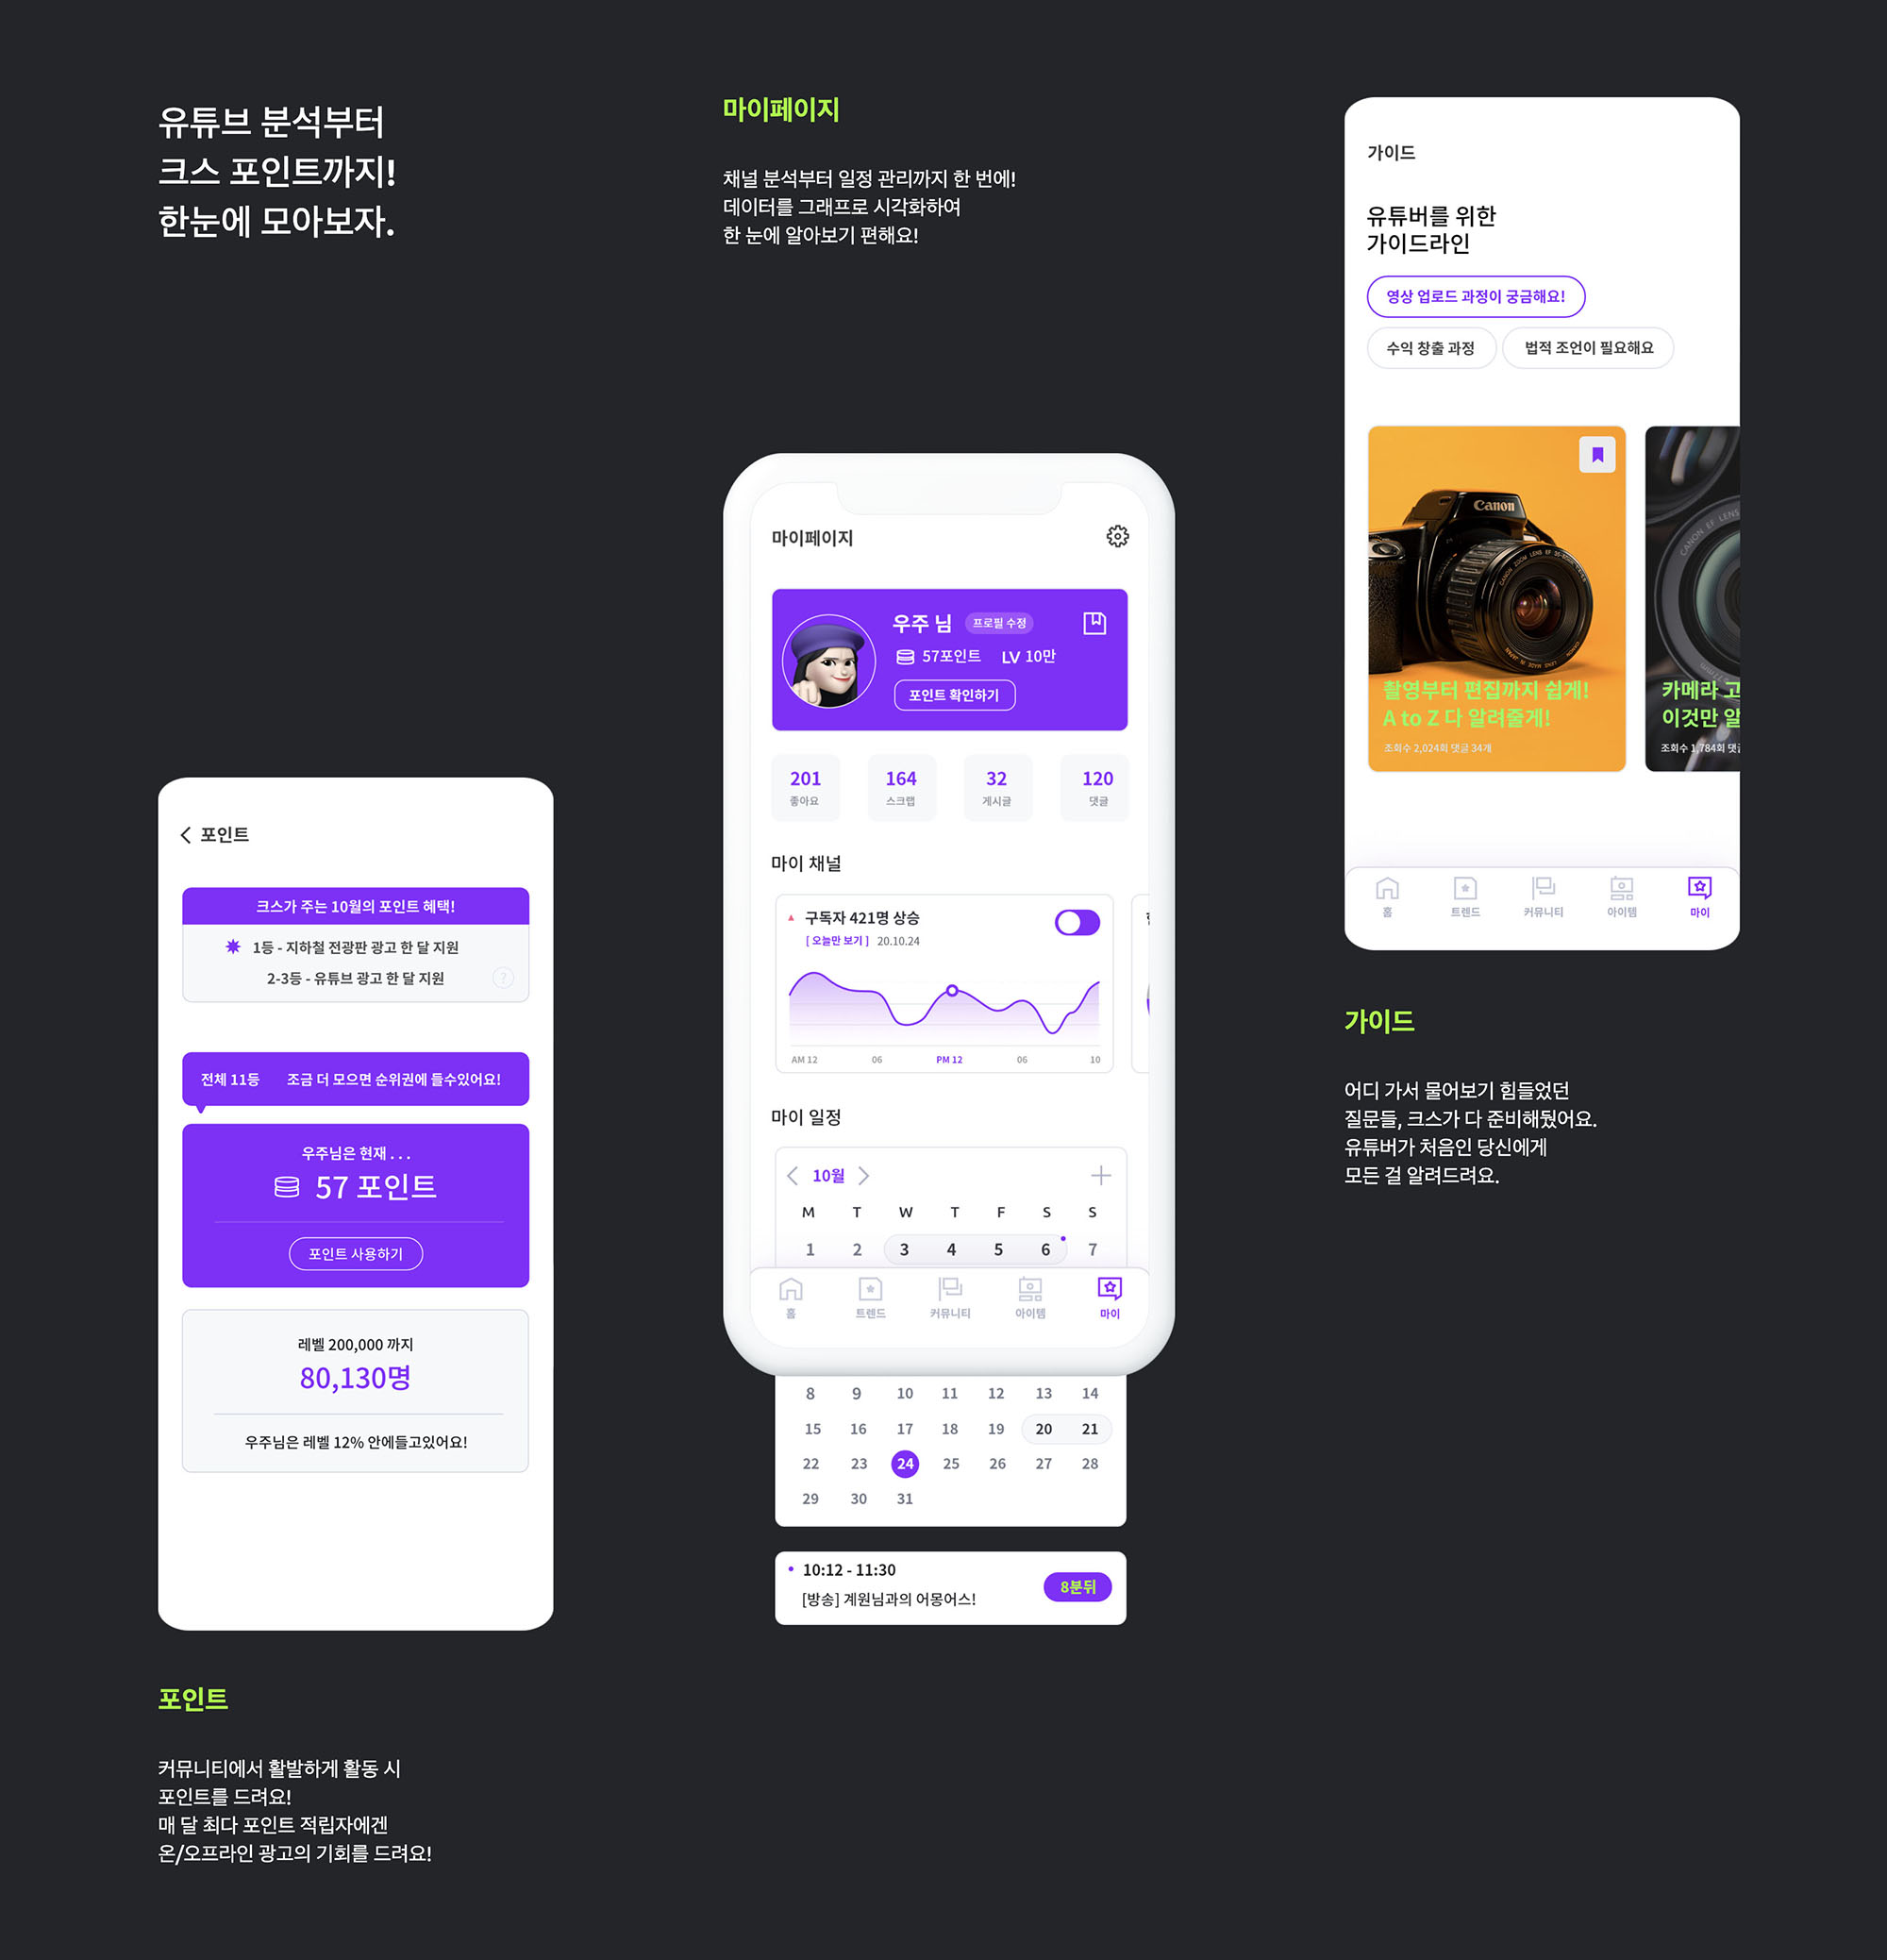 유튜브 분석부터
크스 포인트까지!
한눈에 모아보자.
포인트
크스가 주는 10월의 포인트 혜택!
1등 - 지하철 전광판 광고 한 달 지원
2-3등 - 유튜브 광고 한 달 지원
?
전체 11등 조금 더 모으면 순위권에 들수있어요!
우주님은 현재 . . .
57 포인트
포인트 사용하기
레벨 200,000 까지
80,130명
우주님은 레벨 12% 안에들고있어요!
포인트
커뮤니티에서 활발하게 활동 시
포인트를 드려요!
매 달 최다 포인트 적립자에겐
온/오프라인 광고의 기회를 드려요!
마이페이지
채널 분석부터 일정 관리까지 한 번에!
데이터를 그래프로 시각화하여
한 눈에 알아보기 편해요!
마이페이지
우주 님 프로필 수정
57포인트 LV 10만
포인트 확인하기
201 164 32 120
좋아요 스크랩 게시글 댓글
마이 채널
구독자 421명 상승
[ 오늘만 보기 ] 20.10.24
AM 12 06 PM 12 06 10
마이 일정
10월
M T W T F S S
1 2 3 4 5 6 7
홈 트렌드 커뮤니티 아이템 마이
8 9 10 11 12 13 14
15 16 17 18 19 20 21
22 23 24 25 26 27 28
29 30 31
10:12 - 11:30
[방송] 계원님과의 어몽어스!
8분뒤
가이드
유튜버를 위한
가이드라인
영상 업로드 과정이 궁금해요!
수익 창출 과정 법적 조언이 필요해요
Canon
촬영부터 편집까지 쉽게!
A to Z 다 알려줄게!
조회수 2,024회 댓글 34개
CANON EF LENS
카메라 고
이것만 알
조회수 1,784회 댓글
홈 트렌드 커뮤니티 아이템 마이
가이드
어디 가서 물어보기 힘들었던
질문들, 크스가 다 준비해뒀어요.
유튜버가 처음인 당신에게
모든 걸 알려드려요.